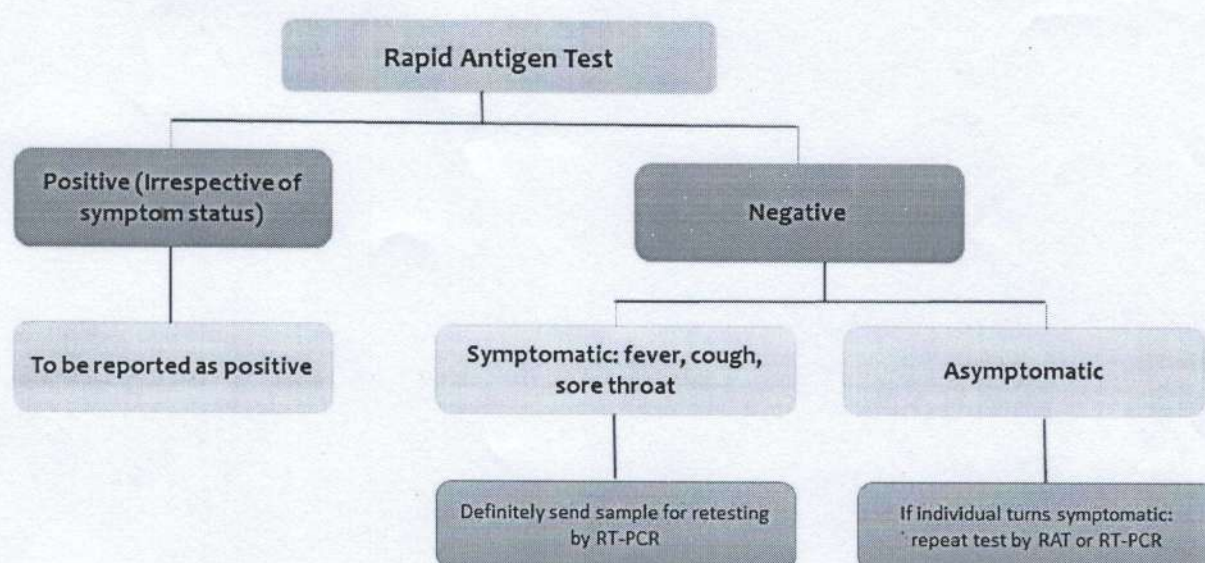 Rapid Antigen Test
Positive (Irrespective of
symptom status)
Negative
To be reported as positive
Symptomatic: fever, cough,
sore throat
Asymptomatic
Definitely send sample for retesting
by RT-PCR
If individual turns symptomatic:
repeat test by RAT or RT-PCR